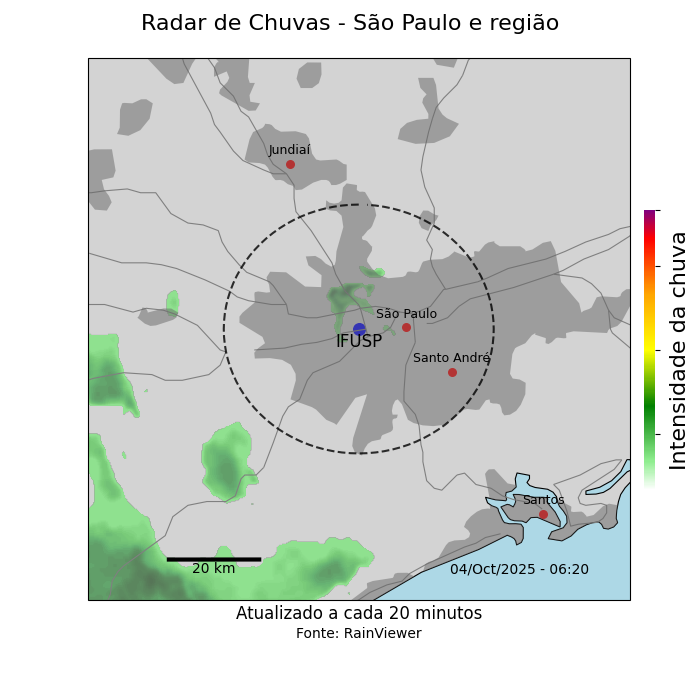 Radar de Chuvas - São Paulo e região
Jundiaí
São Paulo
IFUSP
Santo André
Santos
20 km
04/Oct/2025 - 06:20
Intensidade da chuva
Atualizado a cada 20 minutos
Fonte: RainViewer